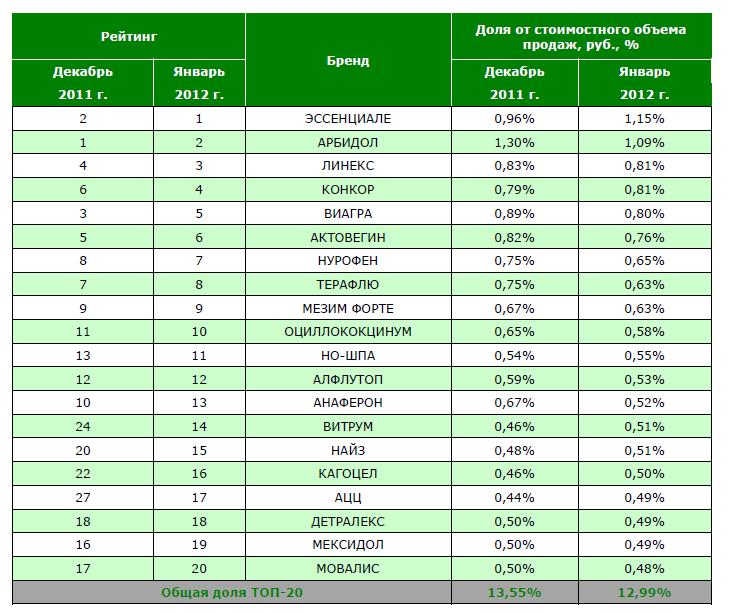 Рейтинг Бренд Доля от стоимостного объема
продаж, руб., %
Декабрь Январь Декабрь Январь
2011 г. 2012 г. 2011 г. 2012 г.
2 1 ЭССЕНЦИАЛЕ 0,96% 1,15%
1 2 АРБИДОЛ 1,30% 1,09%
4 3 ЛИНЕКС 0,83% 0,81%
6 4 КОНКОР 0,79% 0,81%
3 5 ВИАГРА 0,89% 0,80%
5 6 АКТОВЕГИН 0,82% 0,76%
8 7 НУРОФЕН 0,75% 0,65%
7 8 ТЕРАФЛЮ 0,75% 0,63%
9 9 МЕЗИМ ФОРТЕ 0,67% 0,63%
11 10 ОЦИЛЛОКОКЦИНУМ 0,65% 0,58%
13 11 НО-ШПА 0,54% 0,55%
12 12 АЛФЛУТОП 0,59% 0,53%
10 13 АНАФЕРОН 0,67% 0,52%
24 14 ВИТРУМ 0,46% 0,51%
20 15 НАЙЗ 0,48% 0,51%
22 16 КАГОЦЕЛ 0,46% 0,50%
27 17 АЦЦ 0,44% 0,49%
18 18 ДЕТРАЛЕКС 0,50% 0,49%
16 19 МЕКСИДОЛ 0,50% 0,49%
17 20 МОВАЛИС 0,50% 0,48%
Общая доля ТОП-20 13,55% 12,99%